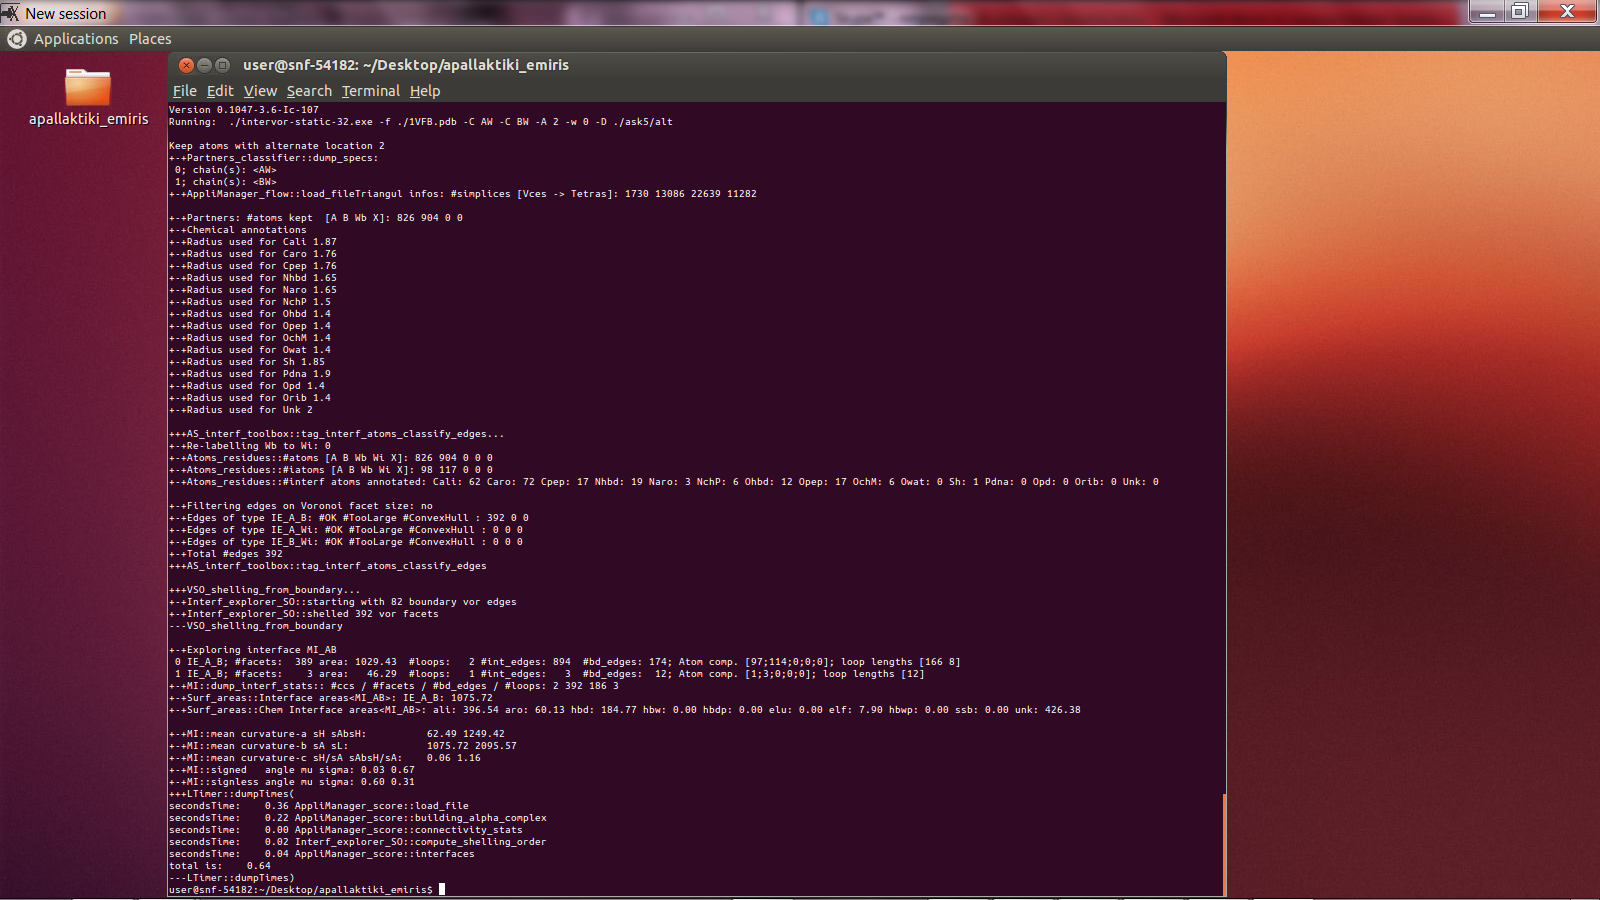 New session
Applications Places
apallaktiki_emiris
user@snf-54182: ~/Desktop/apallaktiki_emiris
File Edit View Search Terminal Help
Version 0.1047-3.6-Ic-107
Running:  ./intervor-static-32.exe -f ./1VFB.pdb -C AW -C BW -A 2 -w 0 -D ./ask5/alt
Keep atoms with alternate location 2
+-+Partners_classifier::dump_specs:
0; chain(s): <AW>
1; chain(s): <BW>
+-+AppliManager_flow::load_fileTriangul infos: #simplices [Vces -> Tetras]: 1730 13086 22639 11282
+-+Partners: #atoms kept  [A B Wb X]: 826 904 0 0
+-+Chemical annotations
+-+Radius used for Cali 1.87
+-+Radius used for Caro 1.76
+-+Radius used for Cpep 1.76
+-+Radius used for Nhbd 1.65
+-+Radius used for Naro 1.65
+-+Radius used for NchP 1.5
+-+Radius used for Ohbd 1.4
+-+Radius used for Opep 1.4
+-+Radius used for OchM 1.4
+-+Radius used for Owat 1.4
+-+Radius used for Sh 1.85
+-+Radius used for Pdna 1.9
+-+Radius used for Opd 1.4
+-+Radius used for Orib 1.4
+-+Radius used for Unk 2
+++AS_interf_toolbox::tag_interf_atoms_classify_edges...
+-+Re-labelling Wb to Wi: 0
+-+Atoms_residues::#atoms [A B Wb Wi X]: 826 904 0 0 0
+-+Atoms_residues::#iatoms [A B Wb Wi X]: 98 117 0 0 0
+-+Atoms_residues::#interf atoms annotated: Cali: 62 Caro: 72 Cpep: 17 Nhbd: 19 Naro: 3 NchP: 6 Ohbd: 12 Opep: 17 OchM: 6 Owat: 0 Sh: 1 Pdna: 0 Opd: 0 Orib: 0 Unk: 0
+-+Filtering edges on Voronoi facet size: no
+-+Edges of type IE_A_B: #OK #TooLarge #ConvexHull : 392 0 0
+-+Edges of type IE_A_Wi: #OK #TooLarge #ConvexHull : 0 0 0
+-+Edges of type IE_B_Wi: #OK #TooLarge #ConvexHull : 0 0 0
+-+Total #edges 392
+++AS_interf_toolbox::tag_interf_atoms_classify_edges
+++VSO_shelling_from_boundary...
+-+Interf_explorer_SO::starting with 82 boundary vor edges
+-+Interf_explorer_SO::shelled 392 vor facets
---VSO_shelling_from_boundary
+-+Exploring interface MI_AB
0 IE_A_B; #facets:  389 area: 1029.43  #loops:   2 #int_edges: 894  #bd_edges: 174; Atom comp. [97;114;0;0;0]; loop lengths [166 8]
1 IE_A_B; #facets:    3 area:   46.29  #loops:   1 #int_edges:   3  #bd_edges:  12; Atom comp. [1;3;0;0;0]; loop lengths [12]
+-+MI::dump_interf_stats:: #ccs / #facets / #bd_edges / #loops: 2 392 186 3
+-+Surf_areas::Interface areas<MI_AB>: IE_A_B: 1075.72
+-+Surf_areas::Chem Interface areas<MI_AB>: ali: 396.54 aro: 60.13 hbd: 184.77 hbw: 0.00 hbdp: 0.00 elu: 0.00 elf: 7.90 hbwp: 0.00 ssb: 0.00 unk: 426.38
+-+MI::mean curvature-a sH sAbsH:          62.49 1249.42
+-+MI::mean curvature-b sA sL:             1075.72 2095.57
+-+MI::mean curvature-c sH/sA sAbsH/sA:    0.06 1.16
+-+MI::signed   angle mu sigma: 0.03 0.67
+-+MI::signless angle mu sigma: 0.60 0.31
+++LTimer::dumpTimes(
secondsTime:    0.36 AppliManager_score::load_file
secondsTime:    0.22 AppliManager_score::building_alpha_complex
secondsTime:    0.00 AppliManager_score::connectivity_stats
secondsTime:    0.02 Interf_explorer_SO::compute_shelling_order
secondsTime:    0.04 AppliManager_score::interfaces
total is:    0.64
---LTimer::dumpTimes)
user@snf-54182:~/Desktop/apallaktiki_emiris$